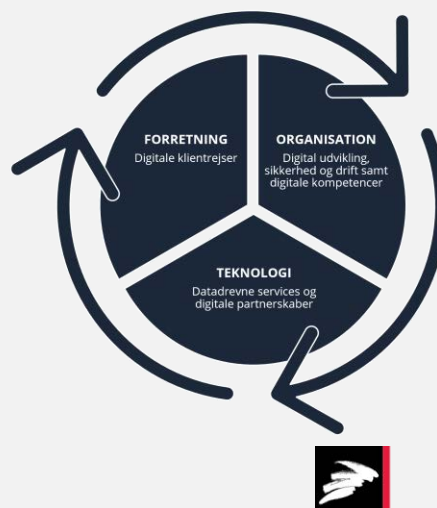 FORRETNING
Digitale klientrejser
ORGANISATION
Digital udvikling,
sikkerhed og drift samt
digitale kompetencer
TEKNOLOGI
Datadrevne services og
digitale partnerskaber